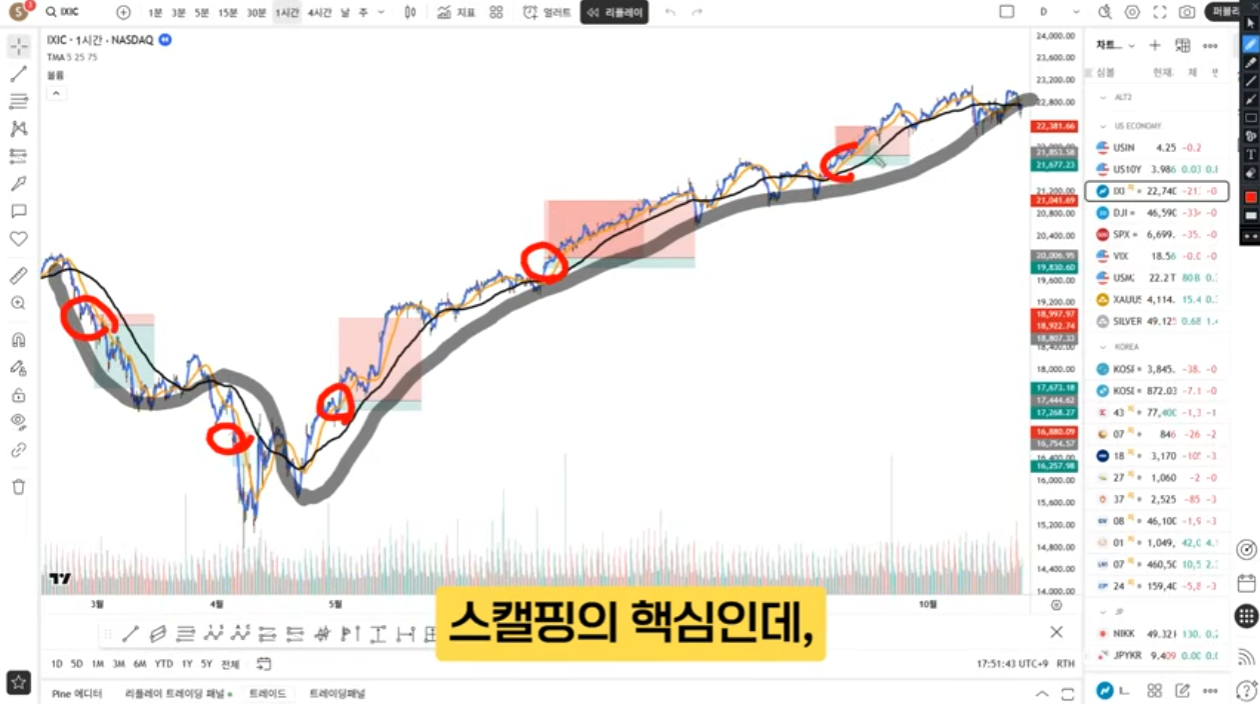 S 3 IXIC 1분 3분 5분 15분 30분 1시간 4시간 날 주 지표 얼러트 리플레이 D 퍼블리
IXIC · 1시간 · NASDAQ
TMA 5 25 75
볼륨
24,000.00
23,600.00
23,200.00
22,800.00
22,381.66
21,853.58
21,677.23
21,200.00
21,041.69
20,800.00
20,400.00
20,006.95
19,830.60
19,600.00
19,200.00
18,997.97
18,922.74
18,807.33
18,400.00
18,000.00
17,673.18
17,444.62
17,268.27
16,880.09
16,754.57
16,400.00
16,257.98
16,000.00
15,600.00
15,200.00
14,800.00
14,400.00
14,000.00
3월 4월 5월 10월
차트...
심볼 현재. 체
ALT2
US ECONOMY
USIN 4.25 -0.2
US10Y 3.986 0.03
IXI 22,740 -21 -0
DJI 46,590 -33 -0
SPX 6,699. -35. -0
VIX 18.56 -0.0 -0
USM 22.2T 80B 0.
XAUUS 4,114. 15.4 0.
SILVER 49.125 0.68 1.
KOREA
KOSI 3,845. -38. -0
KOSI 872.03 -7.1 -0
43 77,400 -1,3 -1
07 846 -26 -2
18 3,170 -105 -3
27 1,060 -2 -0
37 2,525 -85 -3
08 46,100 -1,9 -3
01 1,049, 42,0 4.
07 460,50 10,5 2.
24 159,40 -5,8 -3
JP
NIKK 49,321 130. 0.2
JPYKR 9.409 0.00 0.0
스캘핑의 핵심인데,
1D 5D 1M 3M 6M YTD 1Y 5Y 전체
17:51:43 UTC+9 RTH
Pine 에디터 리플레이 트레이딩 패널 트레이드 트레이딩패널